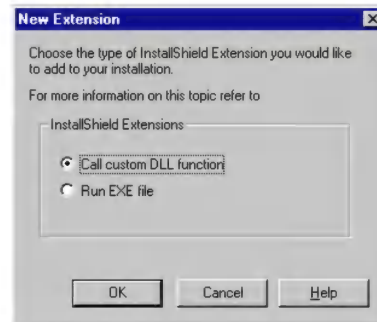 New Extension
Choose the type of InstallShield Extension you would like
to add to your installation.
For more information on this topic refer to
InstallShield Extensions
Call custom DLL function
Run EXE file
OK Cancel Help